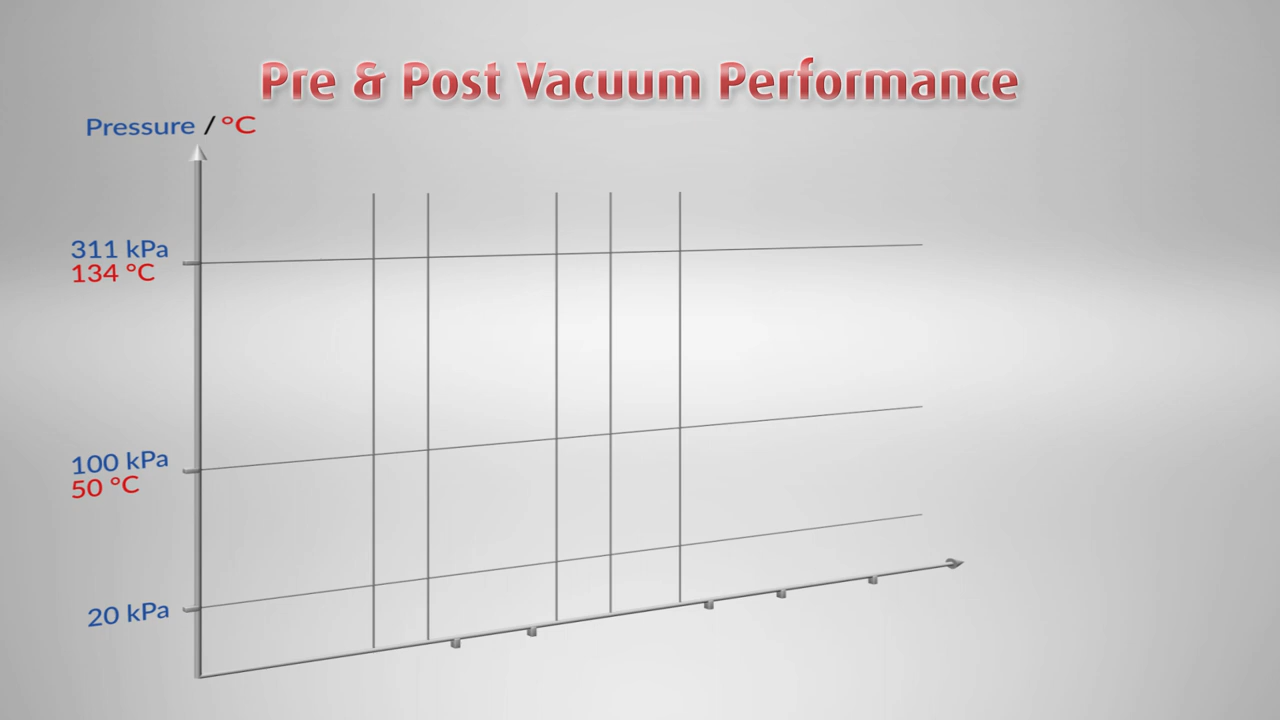 Pre & Post Vacuum Performance
Pressure / °C
311 kPa
134 °C
100 kPa
50 °C
20 kPa